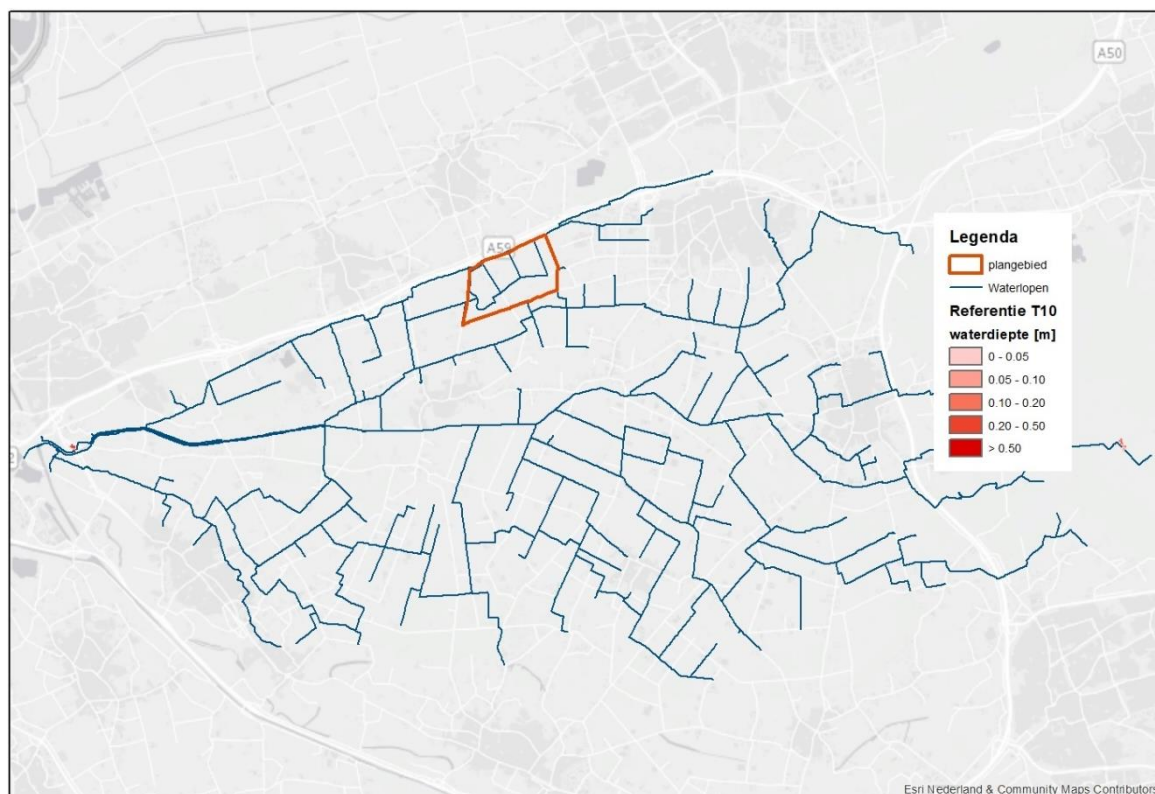 A50
A59
Legenda
plangebied
Waterlopen
Referentie T10
waterdiepte [m]
0 - 0.05
0.05 - 0.10
0.10 - 0.20
0.20 - 0.50
> 0.50
Esri Nederland & Community Maps Contributors